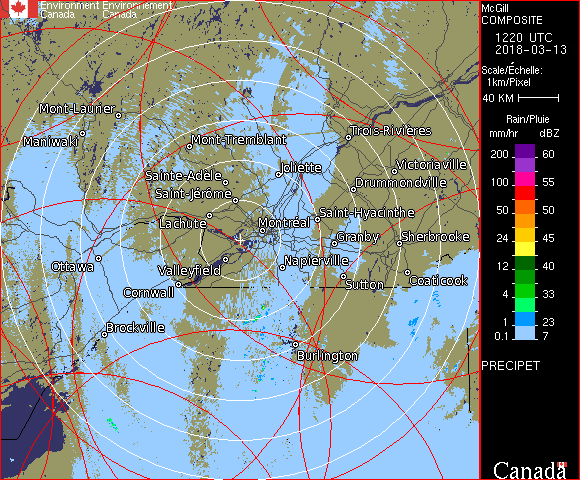 Environment Environnement
Canada Canada
McGill
COMPOSITE
1220 UTC
2018-03-13
Scale/Échelle:
1km/Pixel
40 KM
Rain/Pluie
mm/hr dBZ
200 60
100 55
50 50
24 45
12 40
4 33
1 23
0.1 7
PRECIPET
Canada
Mont-Laurier
Maniwaki
Mont-Tremblant
Trois-Rivières
Joliette
Victoriaville
Sainte-Adèle
Drummondville
Saint-Jérôme
Lachute
Saint-Hyacinthe
Montréal
Granby
Sherbrooke
Ottawa
Valleyfield
Napierville
Cornwall
Sutton
Coaticook
Brockville
Burlington